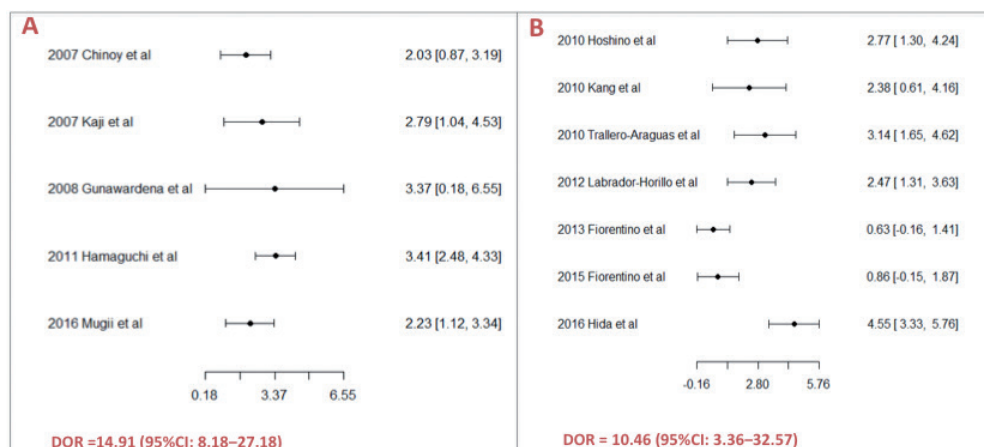 A
2007 Chinoy et al 2.03 [0.87, 3.19]
2007 Kaji et al 2.79 [1.04, 4.53]
2008 Gunawardena et al 3.37 [0.18, 6.55]
2011 Hamaguchi et al 3.41 [2.48, 4.33]
2016 Mugii et al 2.23 [1.12, 3.34]
0.18 3.37 6.55
DOR =14.91 (95%CI: 8.18–27.18)
B
2010 Hoshino et al 2.77 [ 1.30, 4.24]
2010 Kang et al 2.38 [ 0.61, 4.16]
2010 Trallero-Araguas et al 3.14 [ 1.65, 4.62]
2012 Labrador-Horillo et al 2.47 [ 1.31, 3.63]
2013 Fiorentino et al 0.63 [-0.16, 1.41]
2015 Fiorentino et al 0.86 [-0.15, 1.87]
2016 Hida et al 4.55 [ 3.33, 5.76]
-0.16 2.80 5.76
DOR = 10.46 (95%CI: 3.36–32.57)